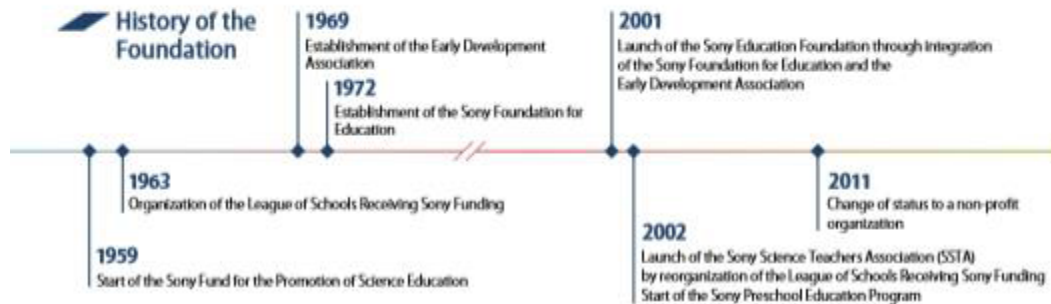 History of the
Foundation
1959
Start of the Sony Fund for the Promotion of Science Education
1963
Organization of the League of Schools Receiving Sony Funding
1969
Establishment of the Early Development
Association
1972
Establishment of the Sony Foundation for
Education
2001
Launch of the Sony Education Foundation through integration
of the Sony Foundation for Education and the
Early Development Association
2002
Launch of the Sony Science Teachers Association (SSTA)
by reorganization of the League of Schools Receiving Sony Funding
Start of the Sony Preschool Education Program
2011
Change of status to a non-profit
organization